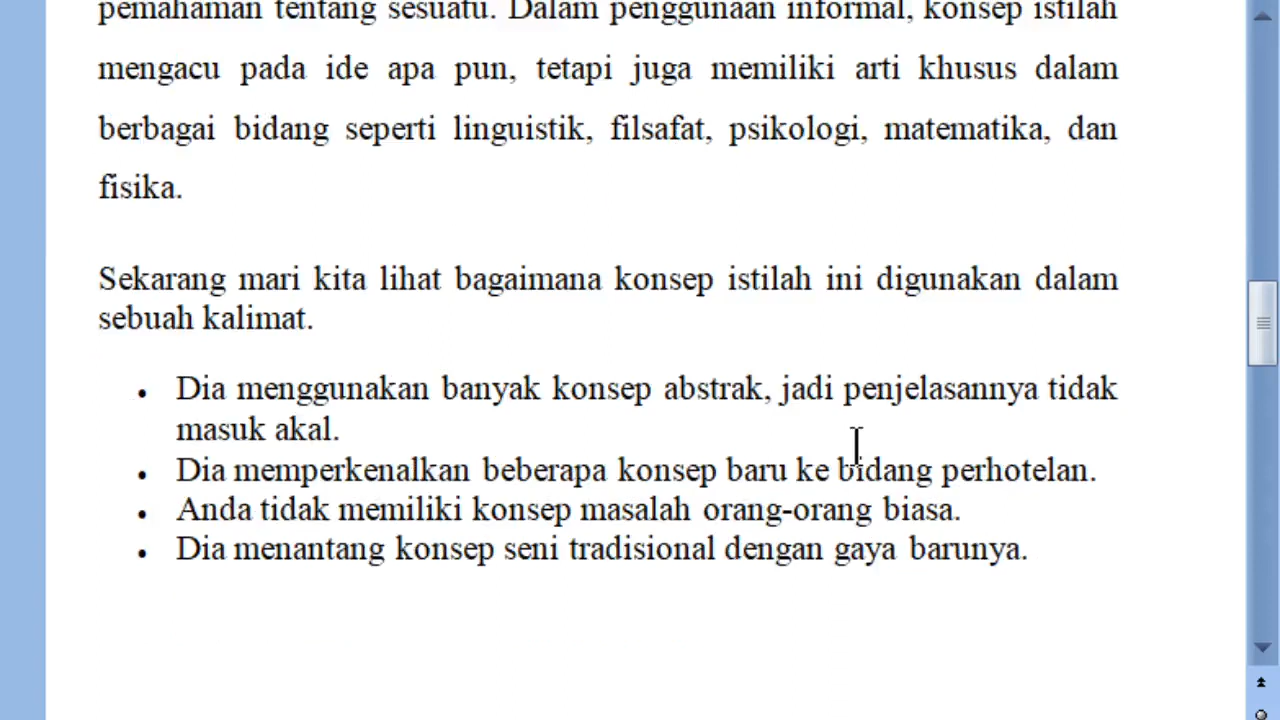 pemahaman tentang sesuatu. Dalam penggunaan informal, konsep istilah
mengacu pada ide apa pun, tetapi juga memiliki arti khusus dalam
berbagai bidang seperti linguistik, filsafat, psikologi, matematika, dan
fisika.
Sekarang mari kita lihat bagaimana konsep istilah ini digunakan dalam
sebuah kalimat.
• Dia menggunakan banyak konsep abstrak, jadi penjelasannya tidak
masuk akal.
• Dia memperkenalkan beberapa konsep baru ke bidang perhotelan.
• Anda tidak memiliki konsep masalah orang-orang biasa.
• Dia menantang konsep seni tradisional dengan gaya barunya.